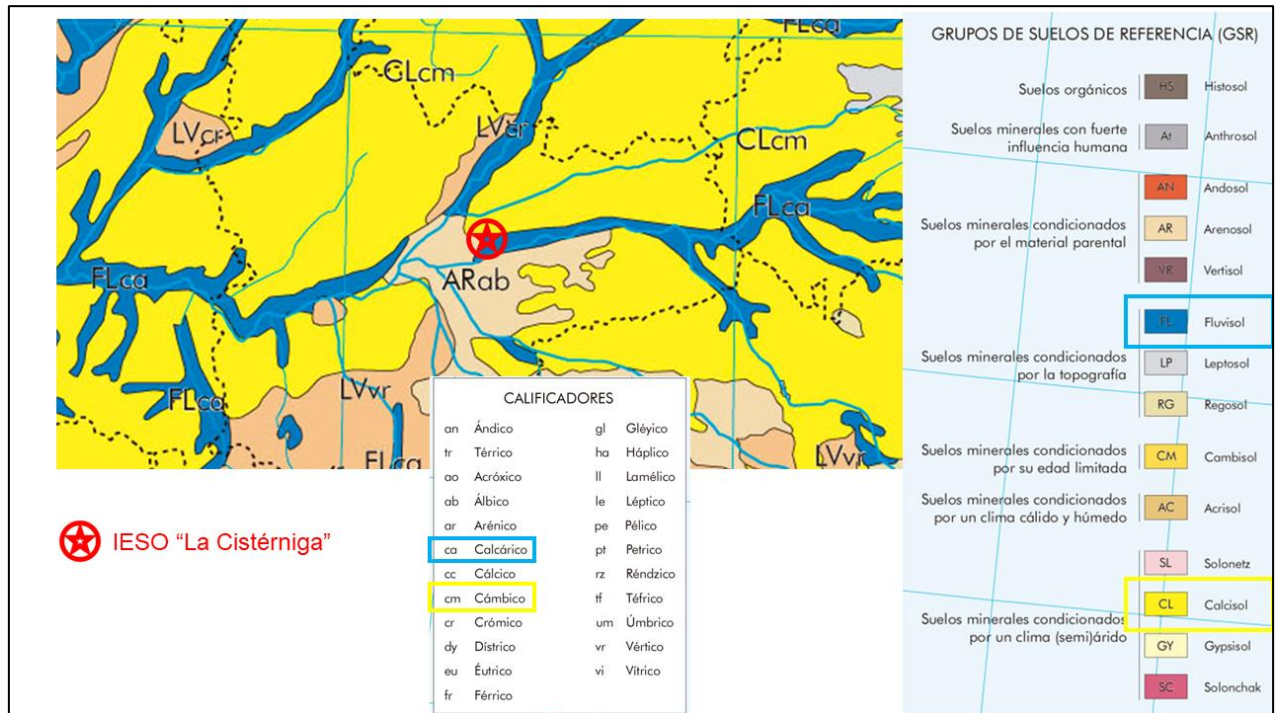 FLca
CLcm
LVcr
LVcr
CLcm
FLca
FLca
ARab
LVvr
FLca
FLca
LVvr
IESO “La Cistérniga”
CALIFICADORES
an Ándico
tr Térrico
ao Acróxico
ab Álbico
ar Arénico
ca Calcárico
cc Cálcico
cm Cámbico
cr Crómico
dy Dístrico
eu Éutrico
fr Férrico
gl Gléyico
ha Háplico
ll Lamélico
le Léptico
pe Pélico
pt Petrico
rz Réndzico
tf Téfrico
um Úmbrico
vr Vértico
vi Vítrico
GRUPOS DE SUELOS DE REFERENCIA (GSR)
Suelos orgánicos
HS Histosol
Suelos minerales con fuerte
influencia humana
At Anthrosol
Suelos minerales condicionados
por el material parental
AN Andosol
AR Arenosol
VR Vertisol
Suelos minerales condicionados
por la topografía
FL Fluvisol
LP Leptosol
RG Regosol
Suelos minerales condicionados
por su edad limitada
CM Cambisol
Suelos minerales condicionados
por un clima cálido y húmedo
AC Acrisol
Suelos minerales condicionados
por un clima (semi)árido
SL Solonetz
CL Calcisol
GY Gypsisol
SC Solonchak